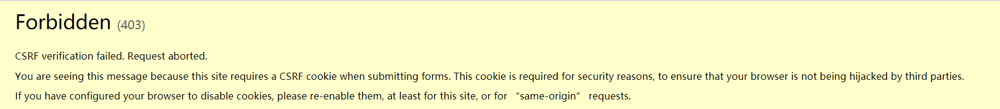 Forbidden (403)
CSRF verification failed. Request aborted.
You are seeing this message because this site requires a CSRF cookie when submitting forms. This cookie is required for security reasons, to ensure that your browser is not being hijacked by third parties.
If you have configured your browser to disable cookies, please re-enable them, at least for this site, or for “same-origin” requests.